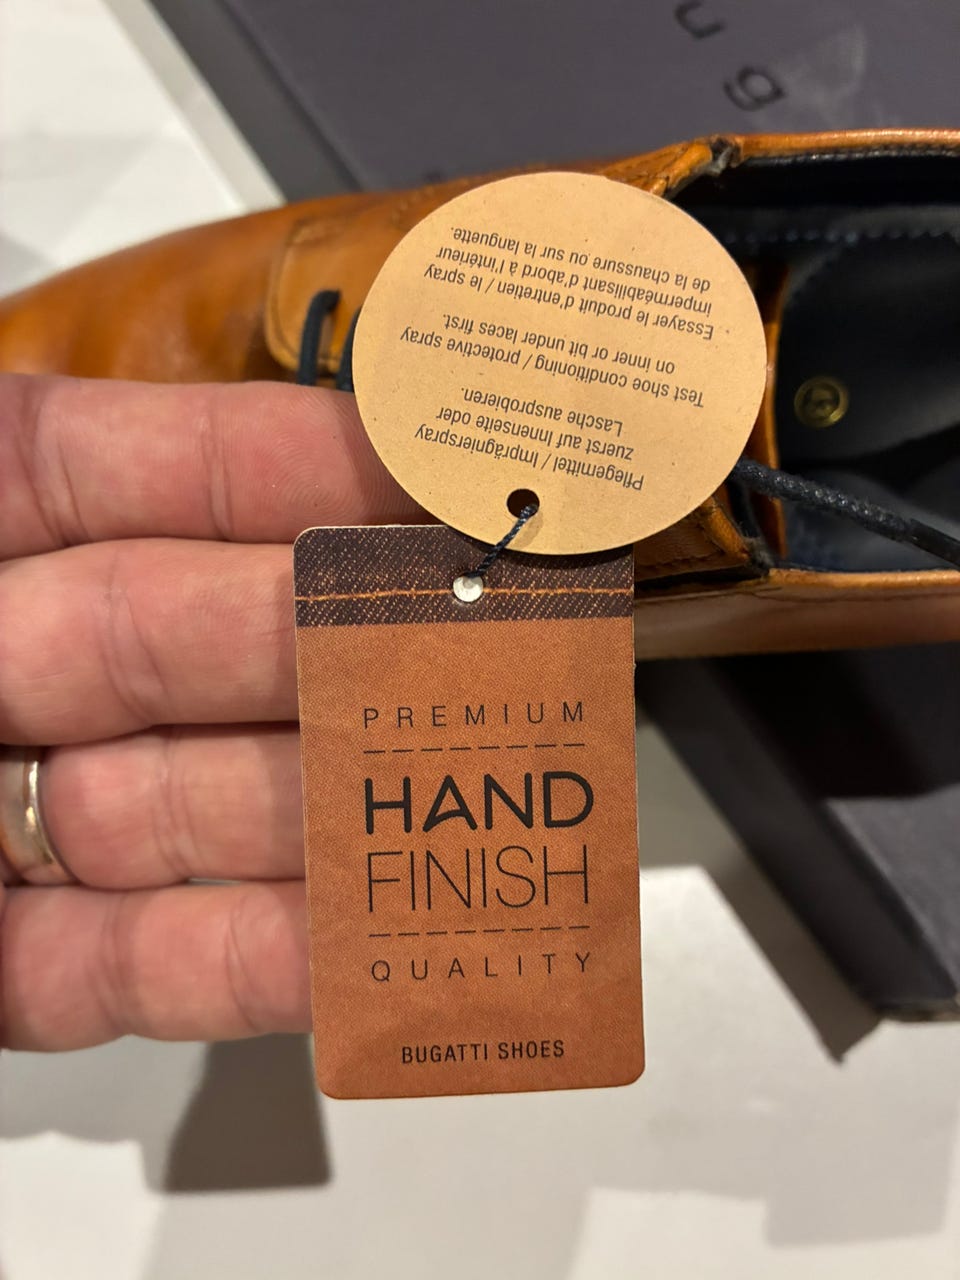 u g
Pflegemittel / Imprägnierspray
zuerst auf Innenseite oder
Lasche ausprobieren.
Test shoe conditioning / protective spray
on inner or bit under laces first.
Essayer le produit d'entretien / le spray
imperméabilisant d'abord à l'intérieur
de la chaussure ou sur la languette.
PREMIUM
HAND
FINISH
QUALITY
BUGATTI SHOES